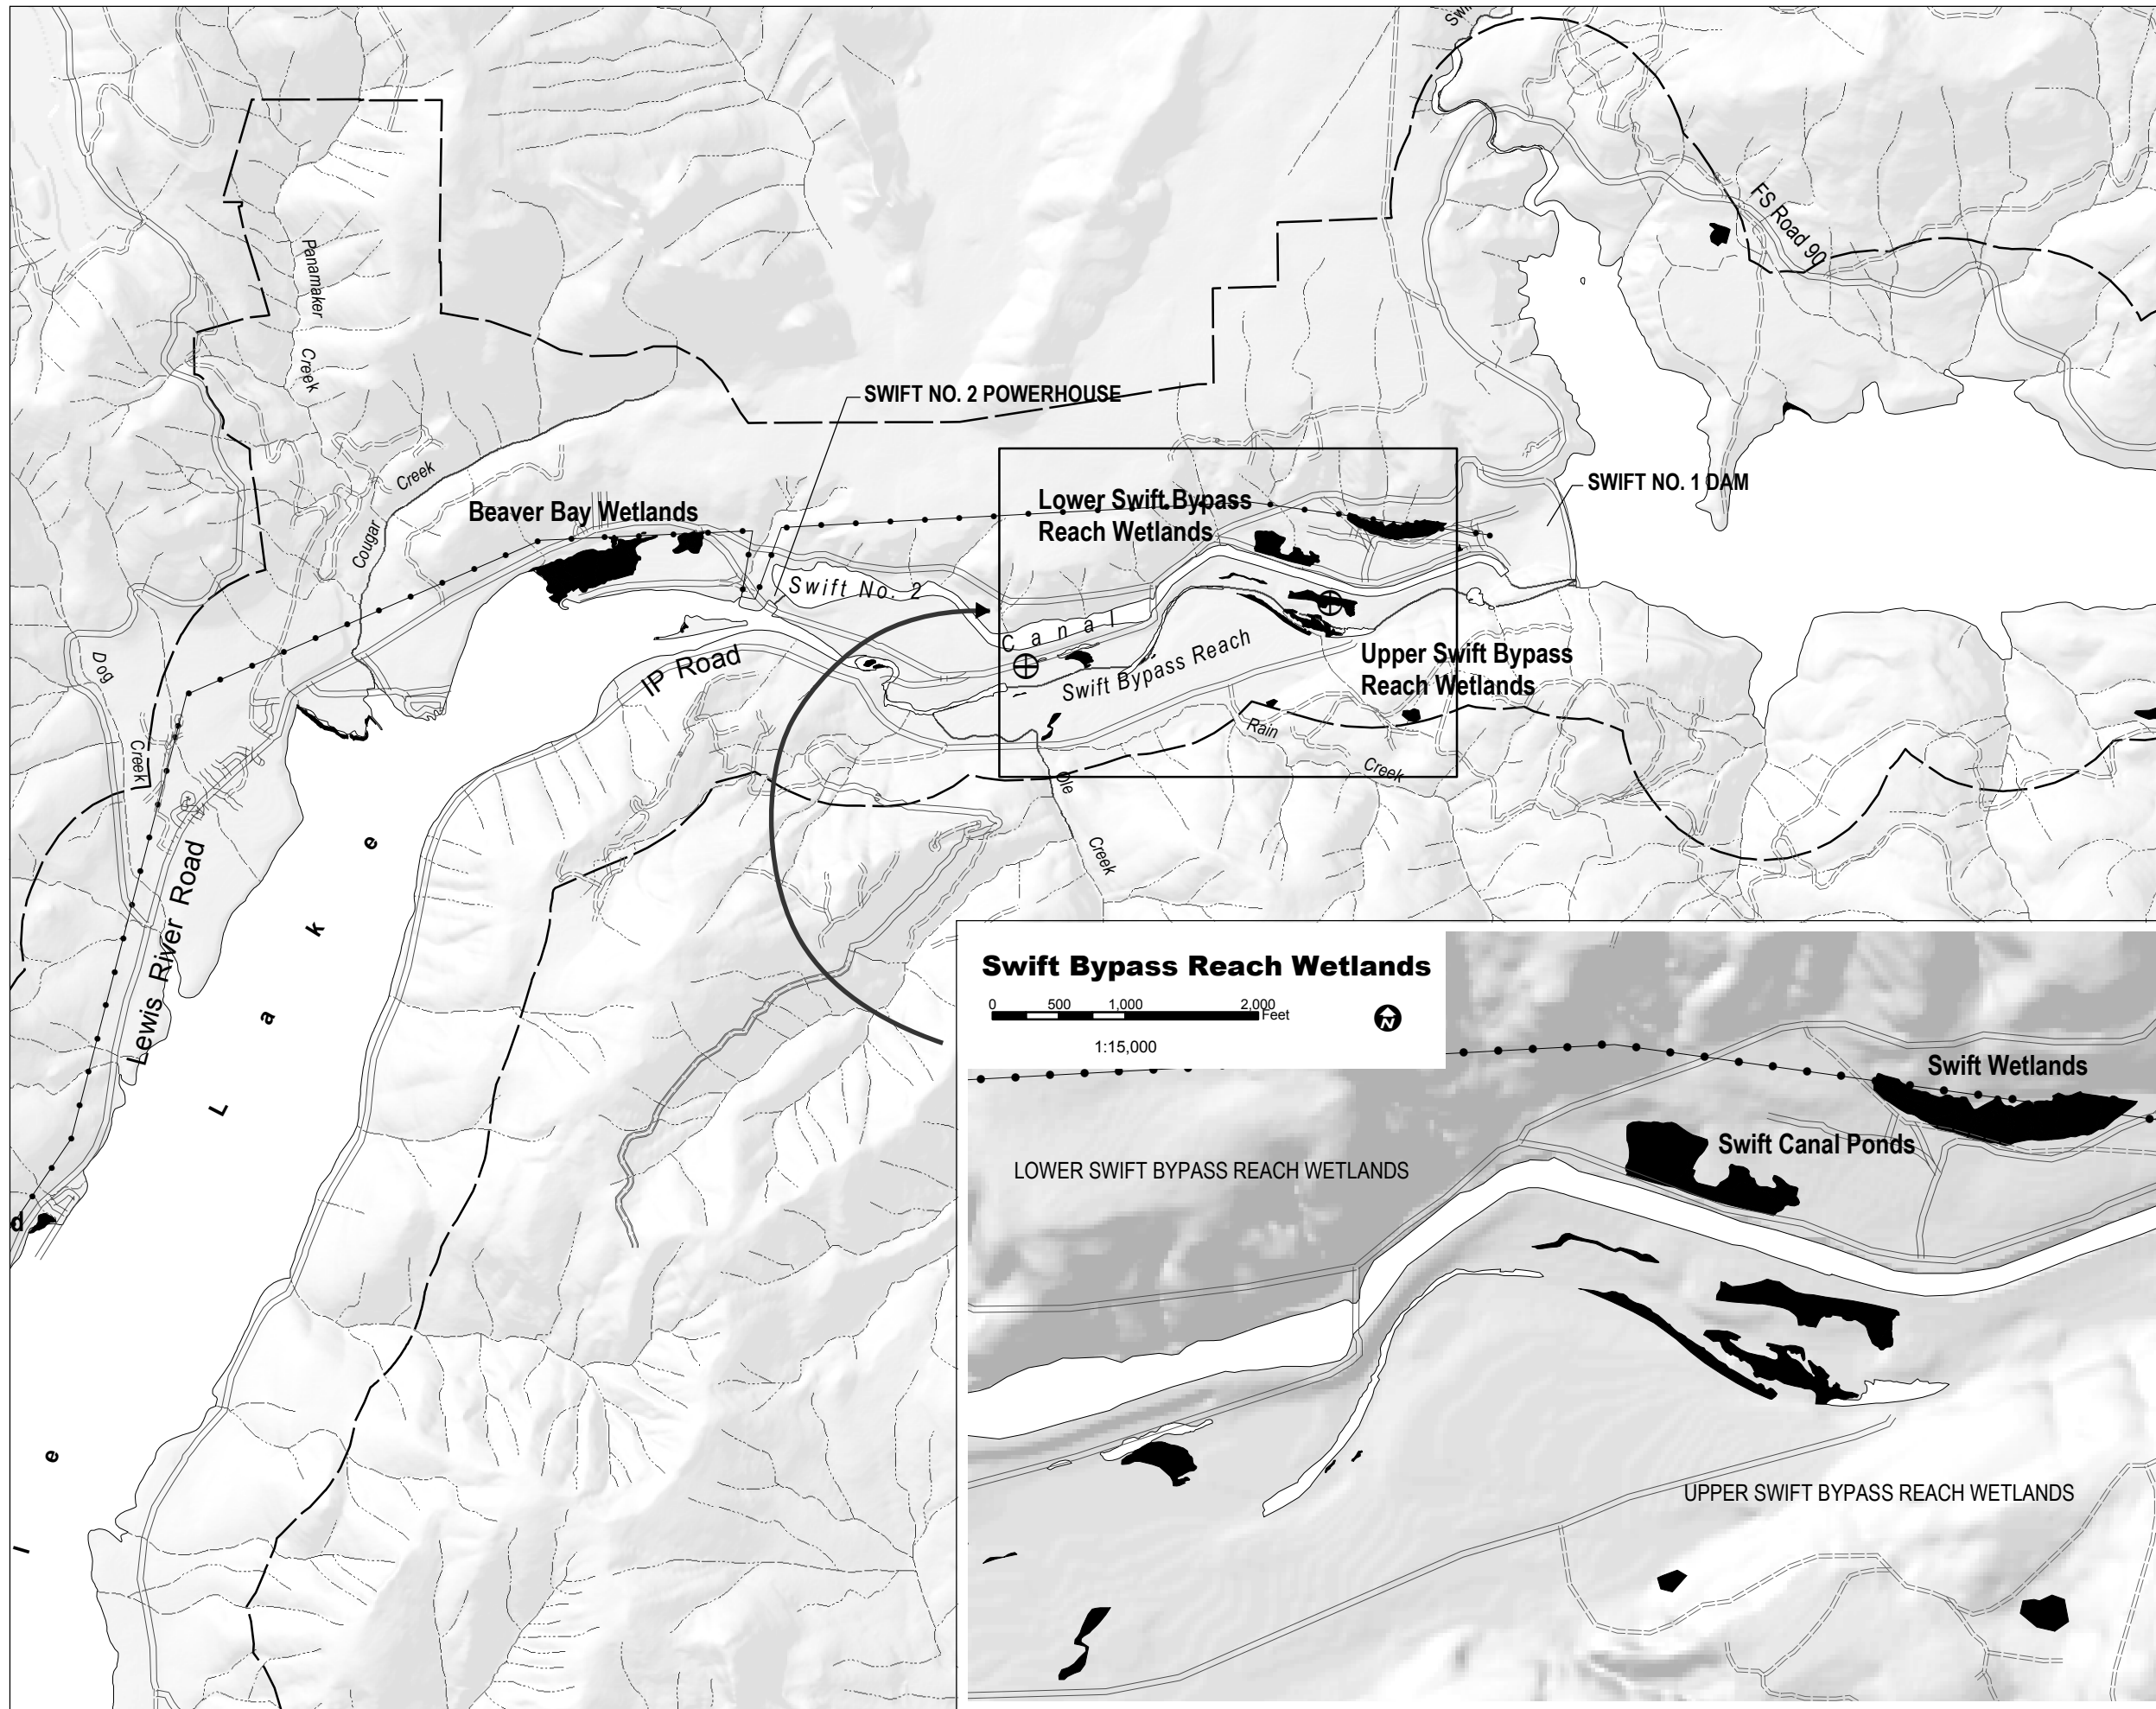 Swi
FS Road 90
Panamaker
Creek
SWIFT NO. 2 POWERHOUSE
Creek
Cougar
SWIFT NO. 1 DAM
Beaver Bay Wetlands
Lower Swift Bypass
Reach Wetlands
Swift No. 2
Canal
Swift Bypass Reach
IP Road
Upper Swift Bypass
Reach Wetlands
Dog
Creek
Rain
Creek
Ole
Creek
Lewis River Road
e
k
a
L
d
e
l
Swift Bypass Reach Wetlands
0 500 1,000 2,000
Feet
N
1:15,000
Swift Wetlands
Swift Canal Ponds
LOWER SWIFT BYPASS REACH WETLANDS
UPPER SWIFT BYPASS REACH WETLANDS